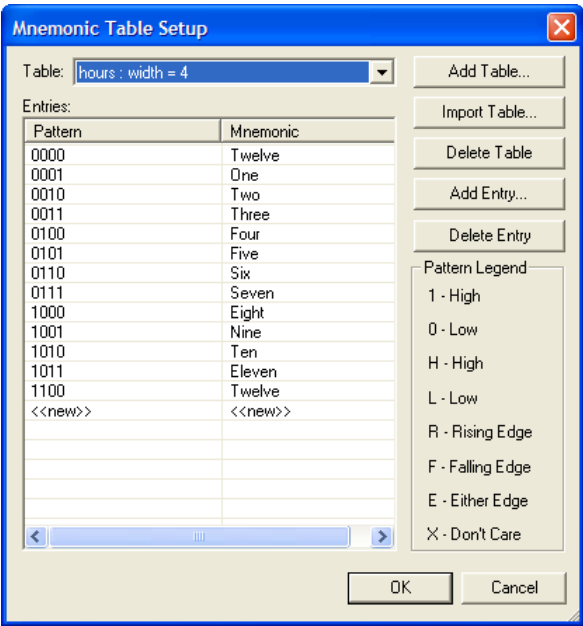 Mnemonic Table Setup
Table: hours : width = 4
Add Table...
Entries:
Import Table...
Pattern Mnemonic
0000 Twelve
0001 One
0010 Two
0011 Three
0100 Four
0101 Five
0110 Six
0111 Seven
1000 Eight
1001 Nine
1010 Ten
1011 Eleven
1100 Twelve
<<new>> <<new>>
Delete Table
Add Entry...
Delete Entry
Pattern Legend
1 - High
0 - Low
H - High
L - Low
R - Rising Edge
F - Falling Edge
E - Either Edge
X - Don't Care
OK Cancel